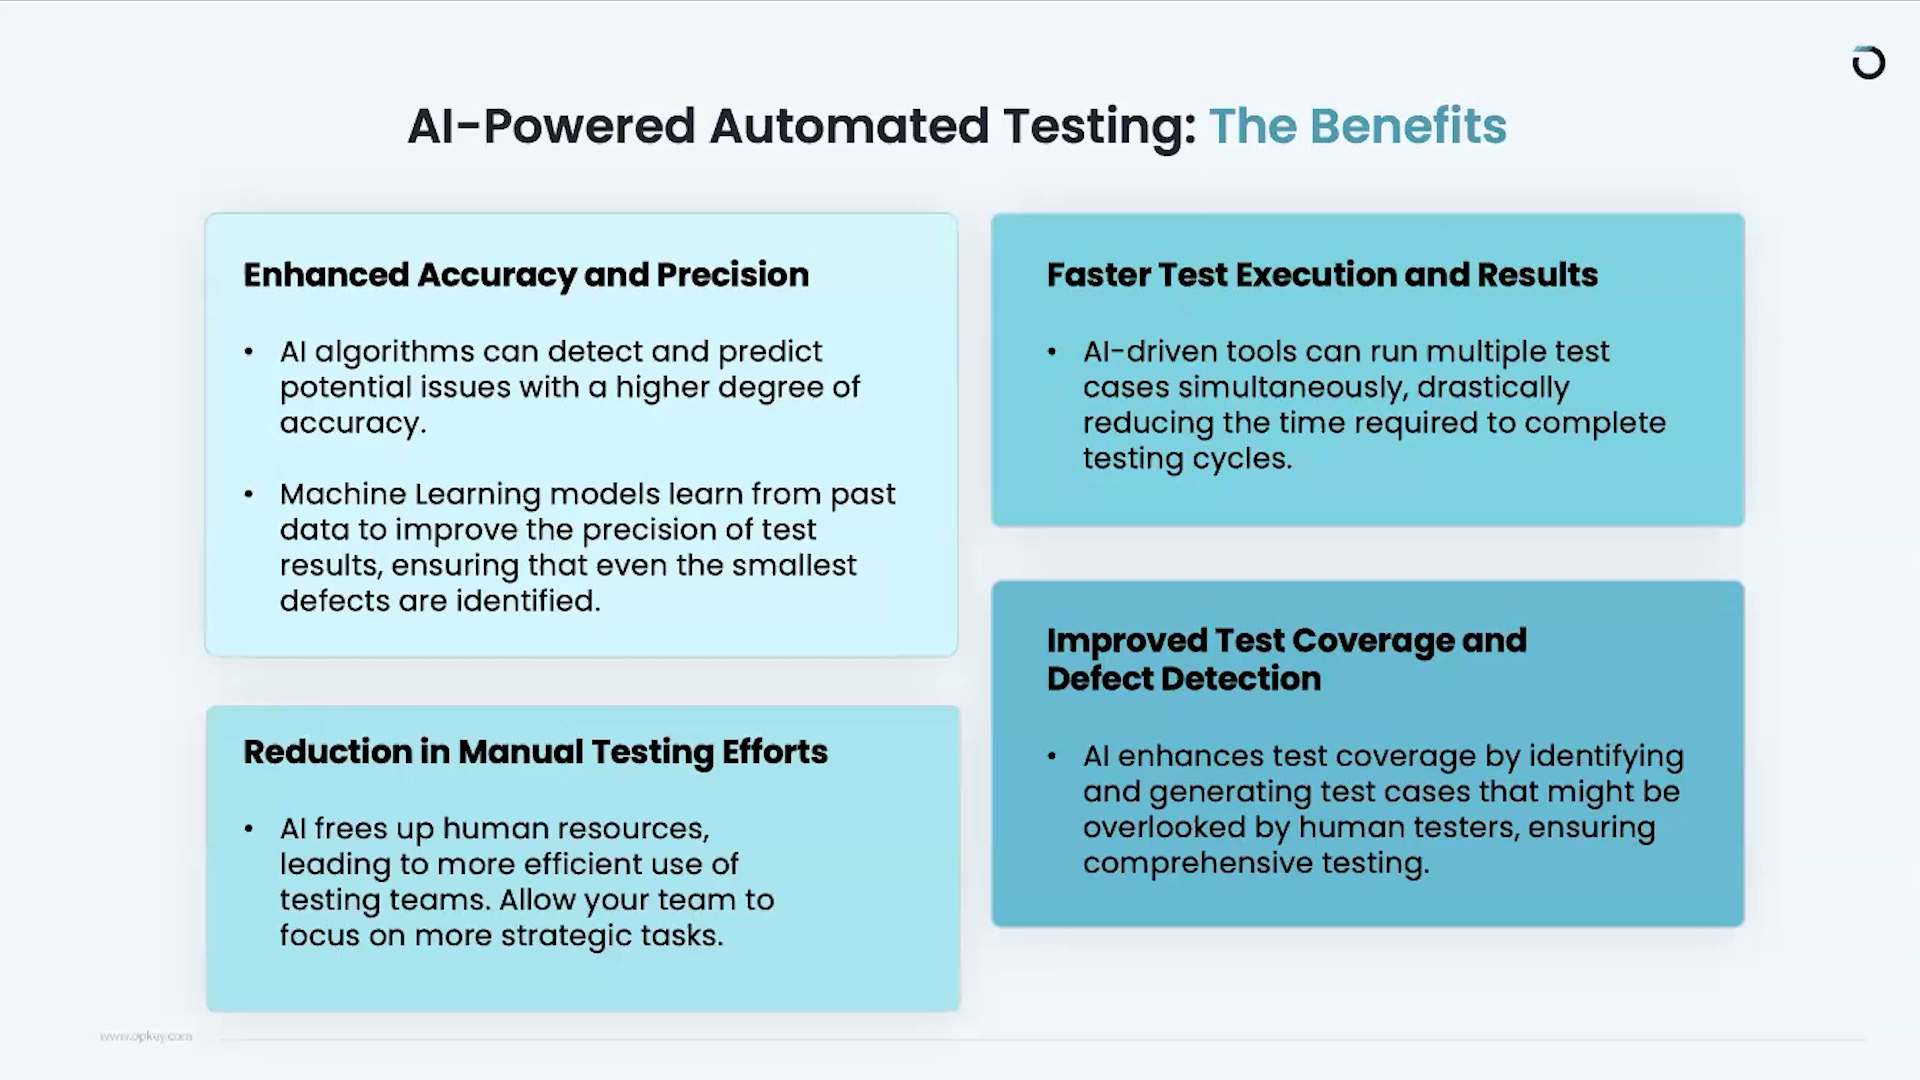 AI-Powered Automated Testing: The Benefits
Enhanced Accuracy and Precision
• AI algorithms can detect and predict
potential issues with a higher degree of
accuracy.
• Machine Learning models learn from past
data to improve the precision of test
results, ensuring that even the smallest
defects are identified.
Reduction in Manual Testing Efforts
• AI frees up human resources,
leading to more efficient use of
testing teams. Allow your team to
focus on more strategic tasks.
Faster Test Execution and Results
• AI-driven tools can run multiple test
cases simultaneously, drastically
reducing the time required to complete
testing cycles.
Improved Test Coverage and
Defect Detection
• AI enhances test coverage by identifying
and generating test cases that might be
overlooked by human testers, ensuring
comprehensive testing.
www.opkey.com